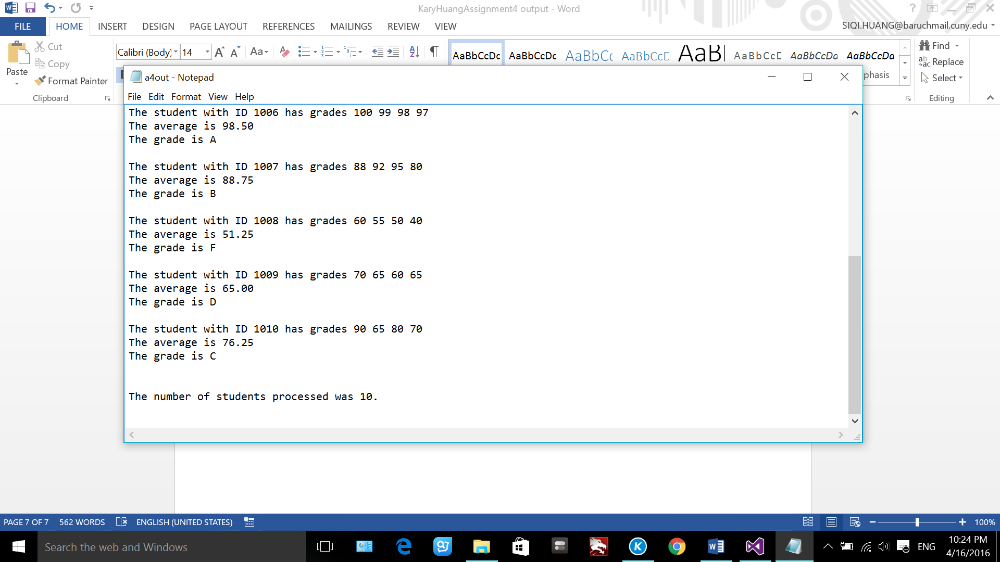 KaryHuangAssignment4 output - Word
FILE HOME INSERT DESIGN PAGE LAYOUT REFERENCES MAILINGS REVIEW VIEW
SIQI.HUANG@baruchmail.cuny.edu
Paste
Cut
Copy
Format Painter
Clipboard
Calibri (Body) 14
Aa
AaBbCcDc AaBbCcDc AaBbCc AaBbCcD AaBl AaBbCcD AaBbCcDa AaBbCcDa
phasis
Find
Replace
Select
Editing
a4out - Notepad
File Edit Format View Help
The student with ID 1006 has grades 100 99 98 97
The average is 98.50
The grade is A
The student with ID 1007 has grades 88 92 95 80
The average is 88.75
The grade is B
The student with ID 1008 has grades 60 55 50 40
The average is 51.25
The grade is F
The student with ID 1009 has grades 70 65 60 65
The average is 65.00
The grade is D
The student with ID 1010 has grades 90 65 80 70
The average is 76.25
The grade is C
The number of students processed was 10.
PAGE 7 OF 7 562 WORDS ENGLISH (UNITED STATES) 100%
Search the web and Windows
ENG
10:24 PM
4/16/2016